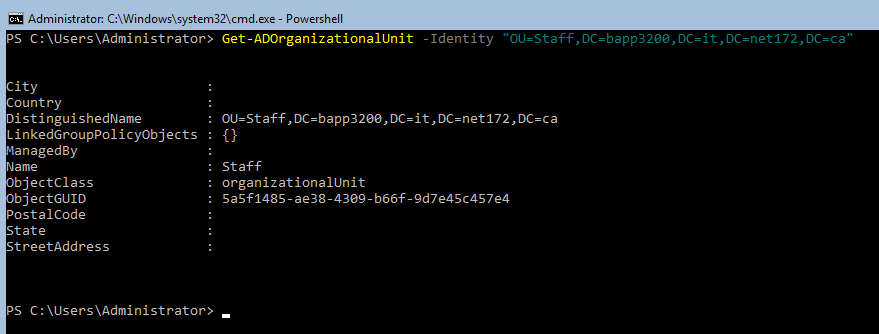 Administrator: C:\Windows\system32\cmd.exe - Powershell
PS C:\Users\Administrator> Get-ADOrganizationalUnit -Identity "OU=Staff,DC=bapp3200,DC=it,DC=net172,DC=ca"
City :
Country :
DistinguishedName : OU=Staff,DC=bapp3200,DC=it,DC=net172,DC=ca
LinkedGroupPolicyObjects : {}
ManagedBy :
Name : Staff
ObjectClass : organizationalUnit
ObjectGUID : 5a5f1485-ae38-4309-b66f-9d7e45c457e4
PostalCode :
State :
StreetAddress :
PS C:\Users\Administrator> _